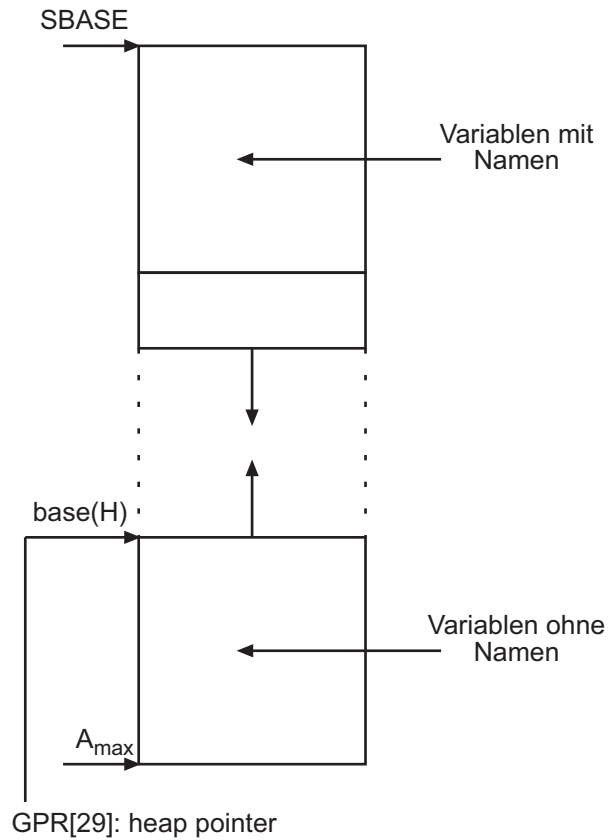 SBASE
Variablen mit
Namen
base(H)
Variablen ohne
Namen
Amax
GPR[29]: heap pointer